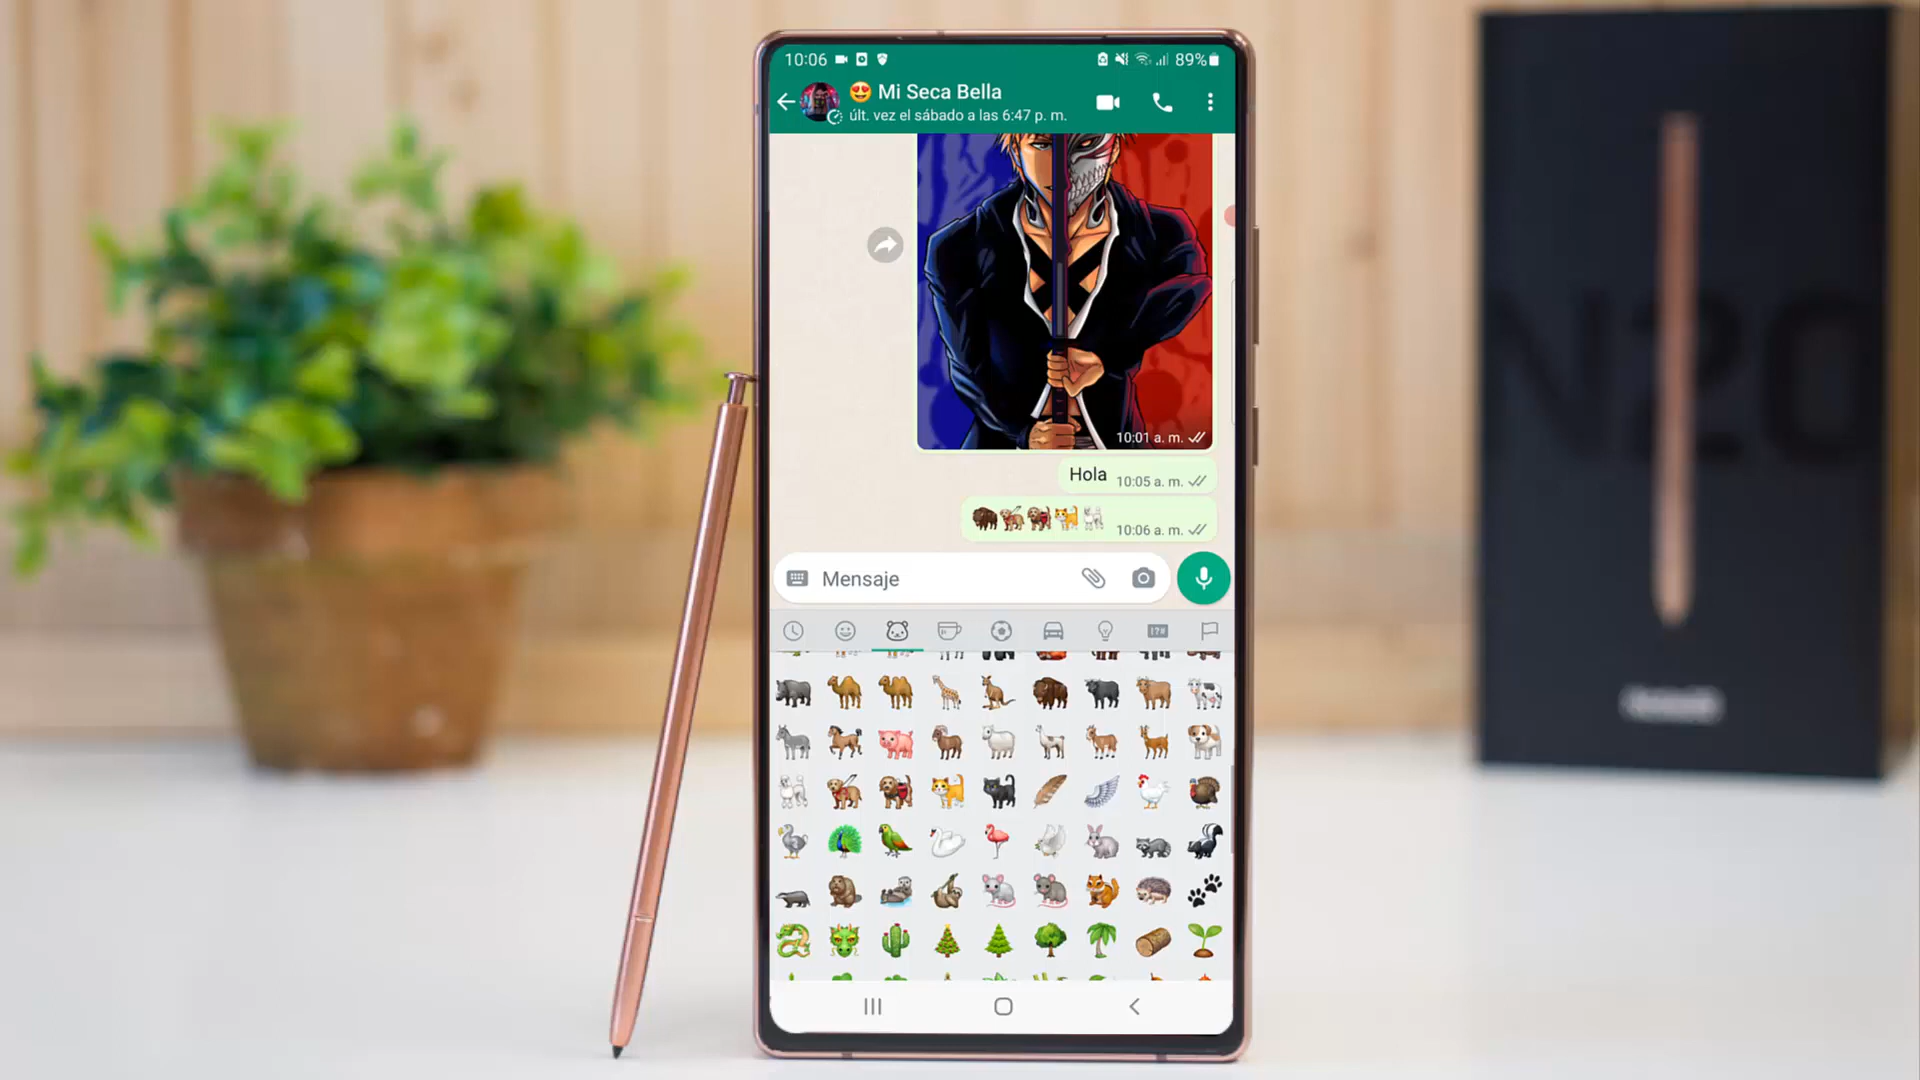 10:06
89%
😍 Mi Seca Bella
últ. vez el sábado a las 6:47 p. m.
10:01 a. m.
Hola 10:05 a. m.
10:06 a. m.
Mensaje
!?#
N20